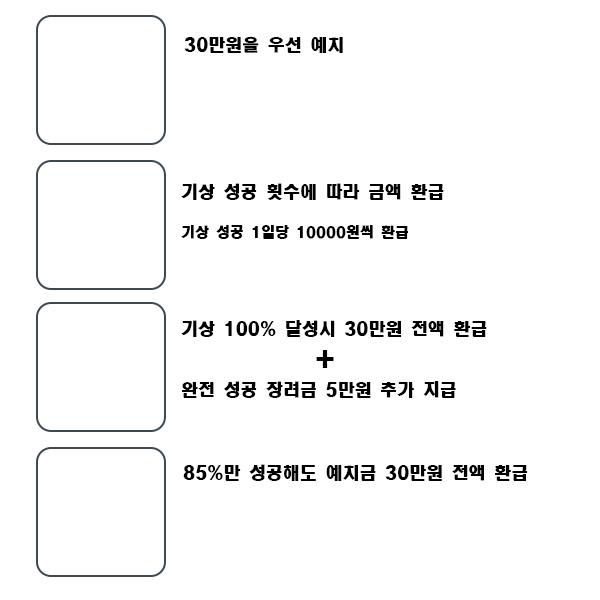 30만원을 우선 예지
기상 성공 횟수에 따라 금액 환급
기상 성공 1일당 10000원씩 환급
기상 100% 달성시 30만원 전액 환급
+
완전 성공 장려금 5만원 추가 지급
85%만 성공해도 예지금 30만원 전액 환급